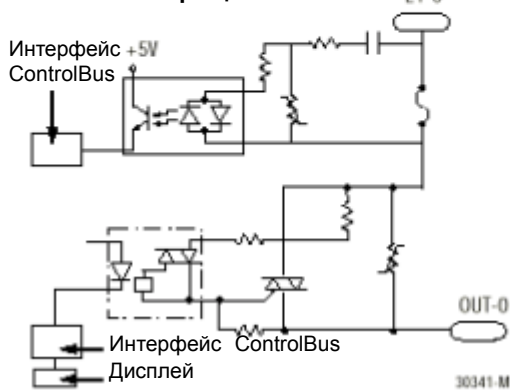 Интерфейс
ControlBus
+5V
OUT-0
Интерфейс ControlBus
Дисплей
30341-M